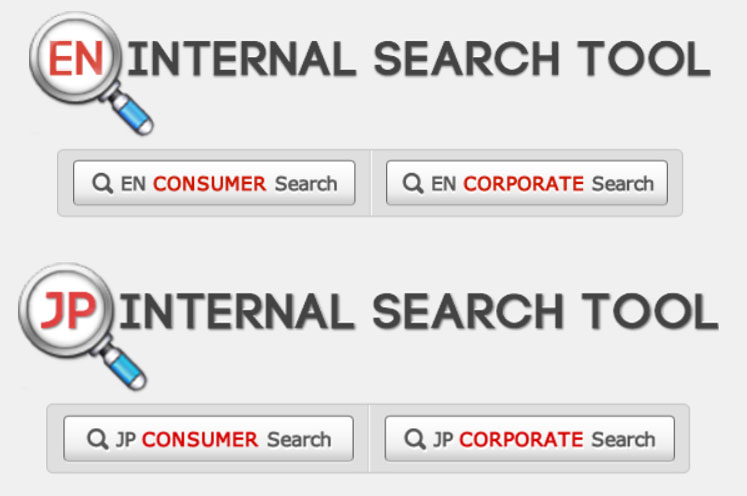 EN INTERNAL SEARCH TOOL
EN CONSUMER Search EN CORPORATE Search
JP INTERNAL SEARCH TOOL
JP CONSUMER Search JP CORPORATE Search